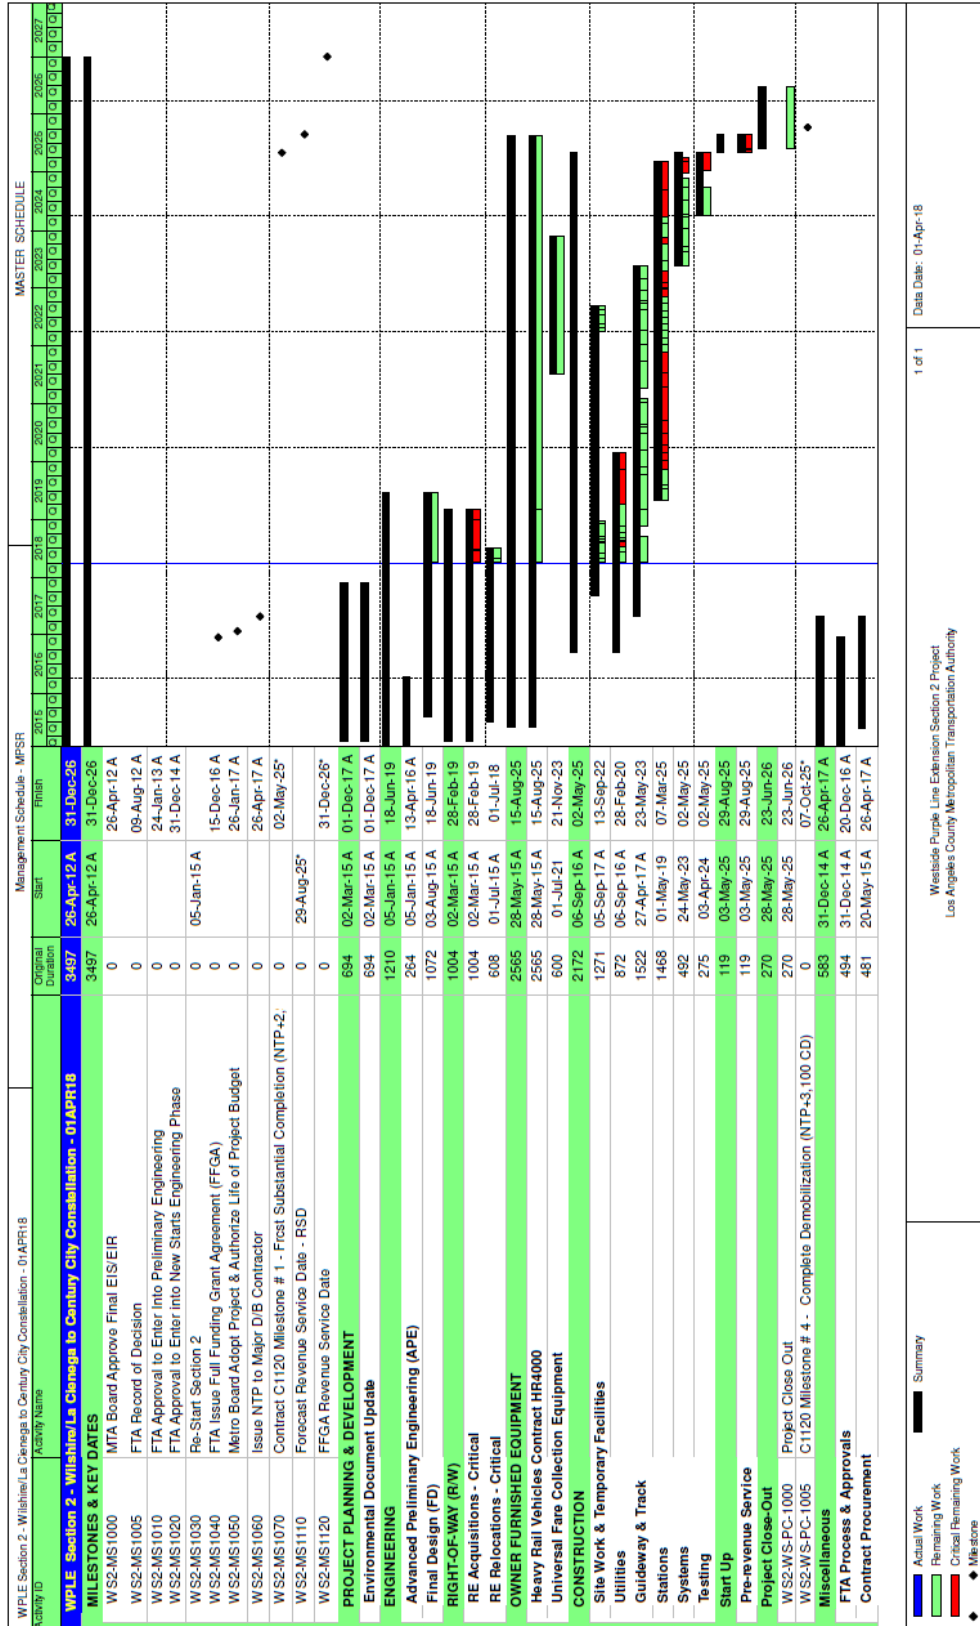 WPLE Section 2 - Wilshire/La Cienega to Century City Constellation - 01APR18 Management Schedule - MPSR MASTER SCHEDULE
Activity ID Activity Name Original Duration Start Finish 2015 2016 2017 2018 2019 2020 2021 2022 2023 2024 2025 2026 2027
Q Q Q Q Q Q Q Q Q Q Q Q Q Q Q Q Q Q Q Q Q Q Q Q Q Q Q Q Q Q Q Q Q Q Q Q Q Q Q Q Q Q Q Q Q Q Q Q Q Q Q Q
WPLE Section 2 - Wilshire/La Cienega to Century City Constellation - 01APR18 3497 26-Apr-12 A 31-Dec-26
MILESTONES & KEY DATES 3497 26-Apr-12 A 31-Dec-26
WS2-MS1000 MTA Board Approve Final EIS/EIR 0 26-Apr-12 A
WS2-MS1005 FTA Record of Decision 0 09-Aug-12 A
WS2-MS1010 FTA Approval to Enter Into Preliminary Engineering 0 24-Jan-13 A
WS2-MS1020 FTA Approval to Enter into New Starts Engineering Phase 0 31-Dec-14 A
WS2-MS1030 Re-Start Section 2 0 05-Jan-15 A
WS2-MS1040 FTA Issue Full Funding Grant Agreement (FFGA) 0 15-Dec-16 A
WS2-MS1050 Metro Board Adopt Project & Authorize Life of Project Budget 0 26-Jan-17 A
WS2-MS1060 Issue NTP to Major D/B Contractor 0 26-Apr-17 A
WS2-MS1070 Contract C1120 Milestone # 1 - Frcst Substantial Completion (NTP+2, 0 02-May-25*
WS2-MS1110 Forecast Revenue Service Date - RSD 0 29-Aug-25*
WS2-MS1120 FFGA Revenue Service Date 0 31-Dec-26*
PROJECT PLANNING & DEVELOPMENT 694 02-Mar-15 A 01-Dec-17 A
Environmental Document Update 694 02-Mar-15 A 01-Dec-17 A
ENGINEERING 1210 05-Jan-15 A 18-Jun-19
Advanced Preliminary Engineering (APE) 264 05-Jan-15 A 13-Apr-16 A
Final Design (FD) 1072 03-Aug-15 A 18-Jun-19
RIGHT-OF-WAY (R/W) 1004 02-Mar-15 A 28-Feb-19
RE Acquisitions - Critical 1004 02-Mar-15 A 28-Feb-19
RE Relocations - Critical 608 01-Jul-15 A 01-Jul-18
OWNER FURNISHED EQUIPMENT 2565 28-May-15 A 15-Aug-25
Heavy Rail Vehicles Contract HR4000 2565 28-May-15 A 15-Aug-25
Universal Fare Collection Equipment 600 01-Jul-21 21-Nov-23
CONSTRUCTION 2172 06-Sep-16 A 02-May-25
Site Work & Temporary Facilities 1271 05-Sep-17 A 13-Sep-22
Utilities 872 06-Sep-16 A 28-Feb-20
Guideway & Track 1522 27-Apr-17 A 23-May-23
Stations 1468 01-May-19 07-Mar-25
Systems 492 24-May-23 02-May-25
Testing 275 03-Apr-24 02-May-25
Start Up 119 03-May-25 29-Aug-25
Pre-revenue Service 119 03-May-25 29-Aug-25
Project Close-Out 270 28-May-25 23-Jun-26
WS2-WS-PC-1000 Project Close Out 270 28-May-25 23-Jun-26
WS2-WS-PC-1005 C1120 Milestone # 4 - Complete Demobilization (NTP+3,100 CD) 0 07-Oct-25*
Miscellaneous 583 31-Dec-14 A 26-Apr-17 A
FTA Process & Approvals 494 31-Dec-14 A 20-Dec-16 A
Contract Procurement 481 20-May-15 A 26-Apr-17 A
Actual Work
Remaining Work
Critical Remaining Work
Milestone
Summary
Westside Purple Line Extension Section 2 Project
Los Angeles County Metropolitan Transportation Authority
1 of 1
Data Date: 01-Apr-18